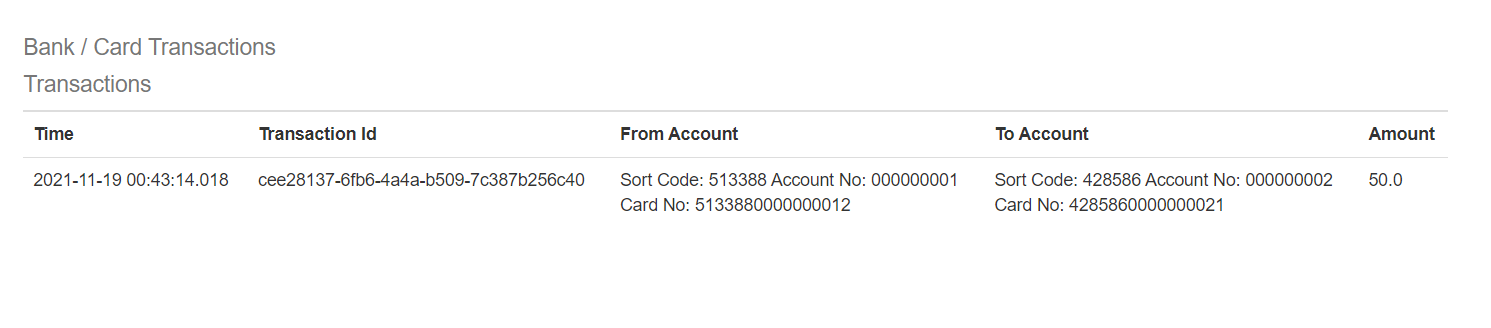 Bank / Card Transactions
Transactions
Time Transaction Id From Account To Account Amount
2021-11-19 00:43:14.018 cee28137-6fb6-4a4a-b509-7c387b256c40 Sort Code: 513388 Account No: 000000001 Sort Code: 428586 Account No: 000000002 50.0
Card No: 5133880000000012 Card No: 4285860000000021